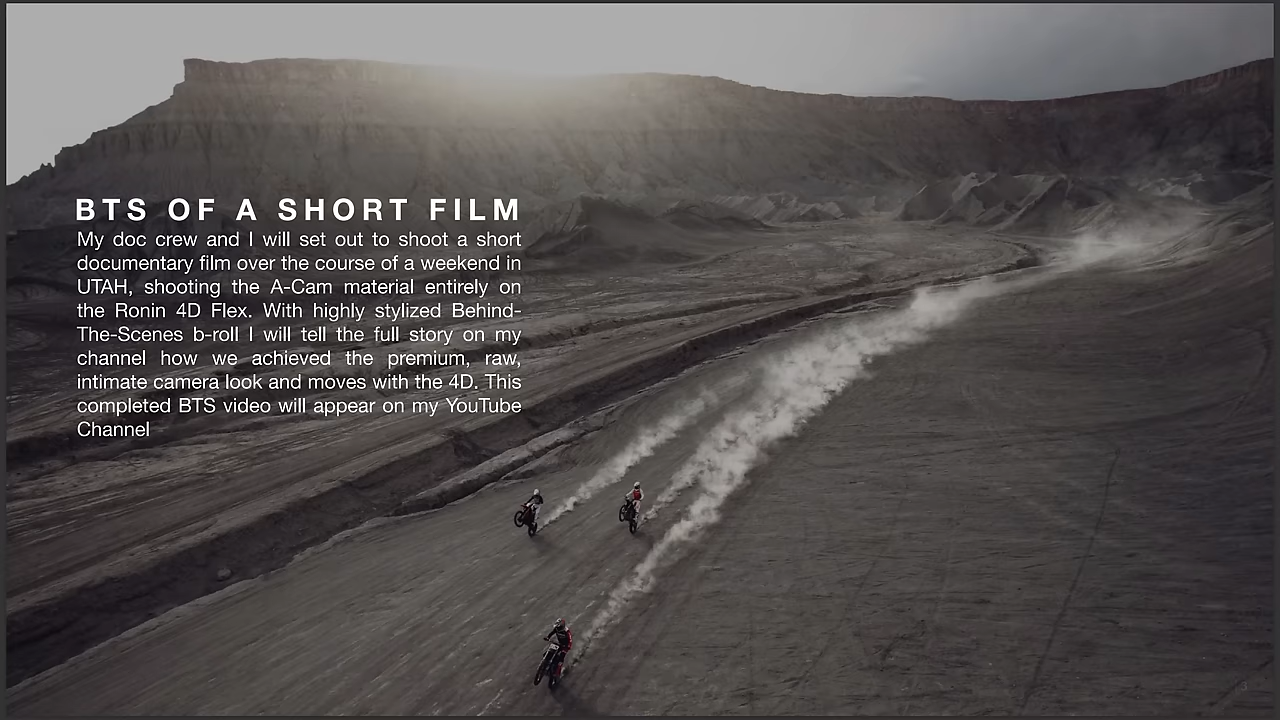 BTS OF A SHORT FILM
My doc crew and I will set out to shoot a short
documentary film over the course of a weekend in
UTAH, shooting the A-Cam material entirely on
the Ronin 4D Flex. With highly stylized Behind-
The-Scenes b-roll I will tell the full story on my
channel how we achieved the premium, raw,
intimate camera look and moves with the 4D. This
completed BTS video will appear on my YouTube
Channel